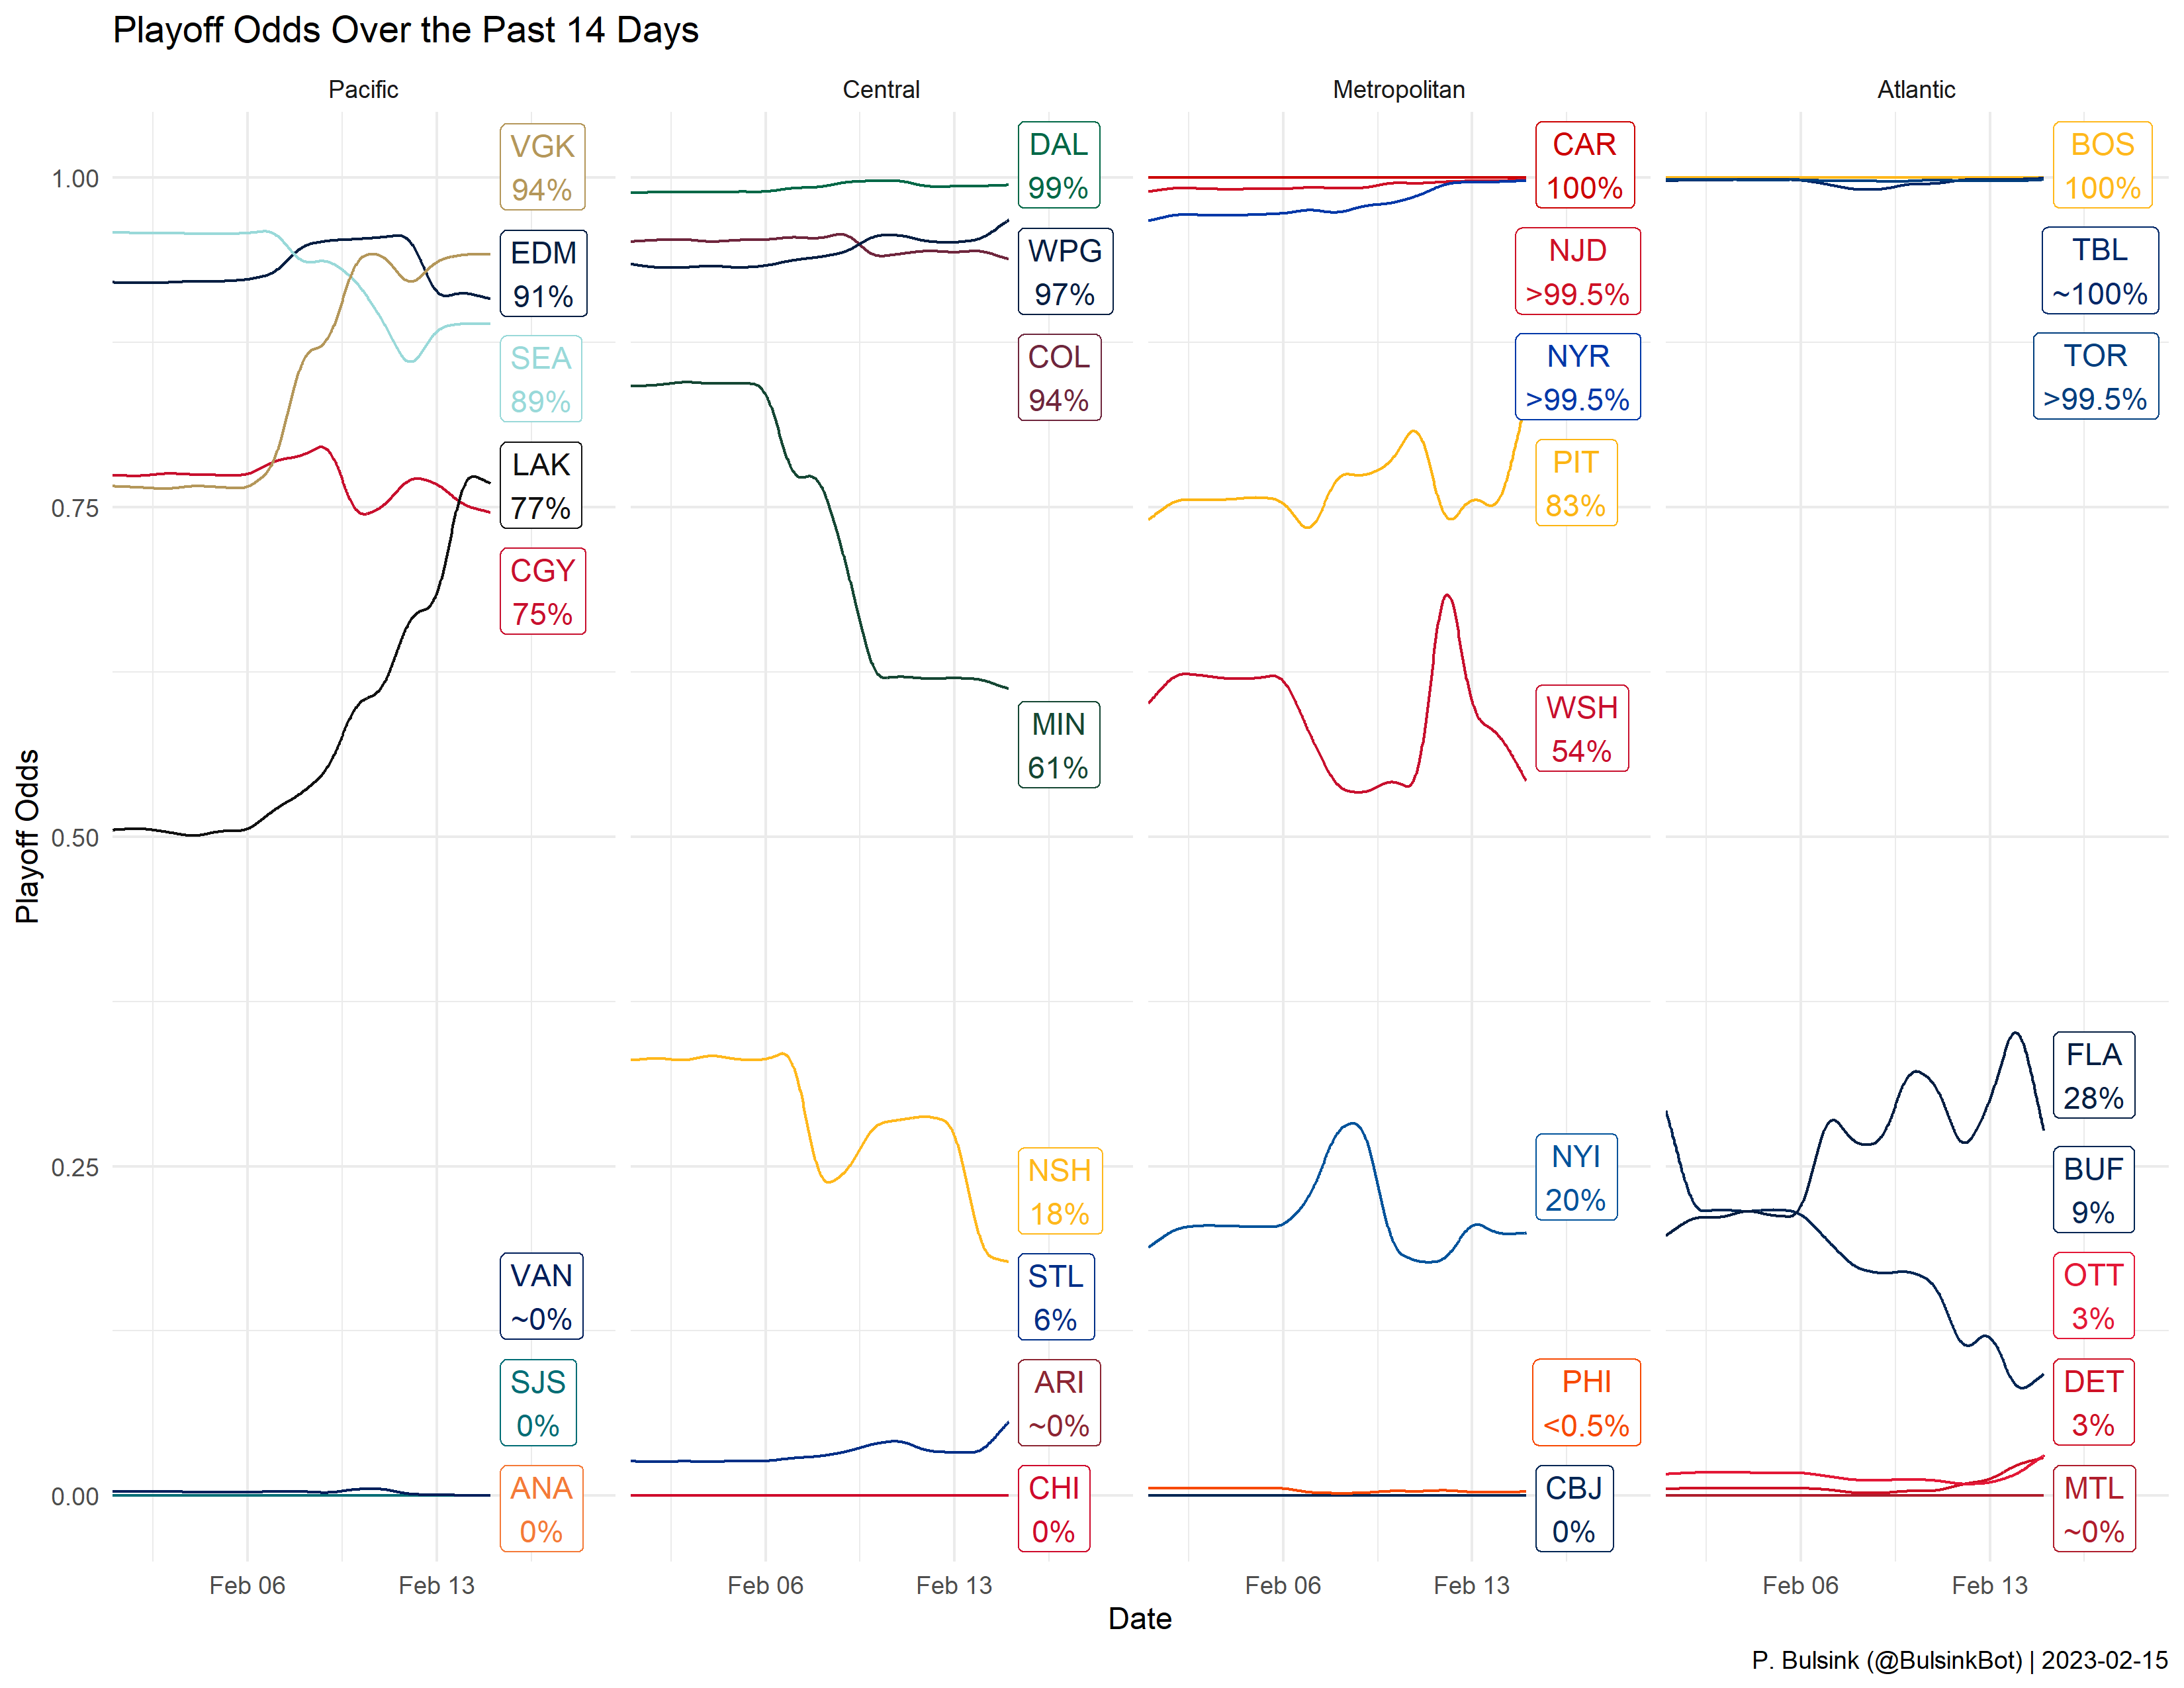 Playoff Odds Over the Past 14 Days
Pacific
Central
Metropolitan
Atlantic
Playoff Odds
1.00
0.75
0.50
0.25
0.00
VGK
94%
EDM
91%
SEA
89%
LAK
77%
CGY
75%
VAN
~0%
SJS
0%
ANA
0%
DAL
99%
WPG
97%
COL
94%
MIN
61%
NSH
18%
STL
6%
ARI
~0%
CHI
0%
CAR
100%
NJD
>99.5%
NYR
>99.5%
PIT
83%
WSH
54%
NYI
20%
PHI
<0.5%
CBJ
0%
BOS
100%
TBL
~100%
TOR
>99.5%
FLA
28%
BUF
9%
OTT
3%
DET
3%
MTL
~0%
Feb 06
Feb 13
Feb 06
Feb 13
Feb 06
Feb 13
Feb 06
Feb 13
Date
P. Bulsink (@BulsinkBot) | 2023-02-15